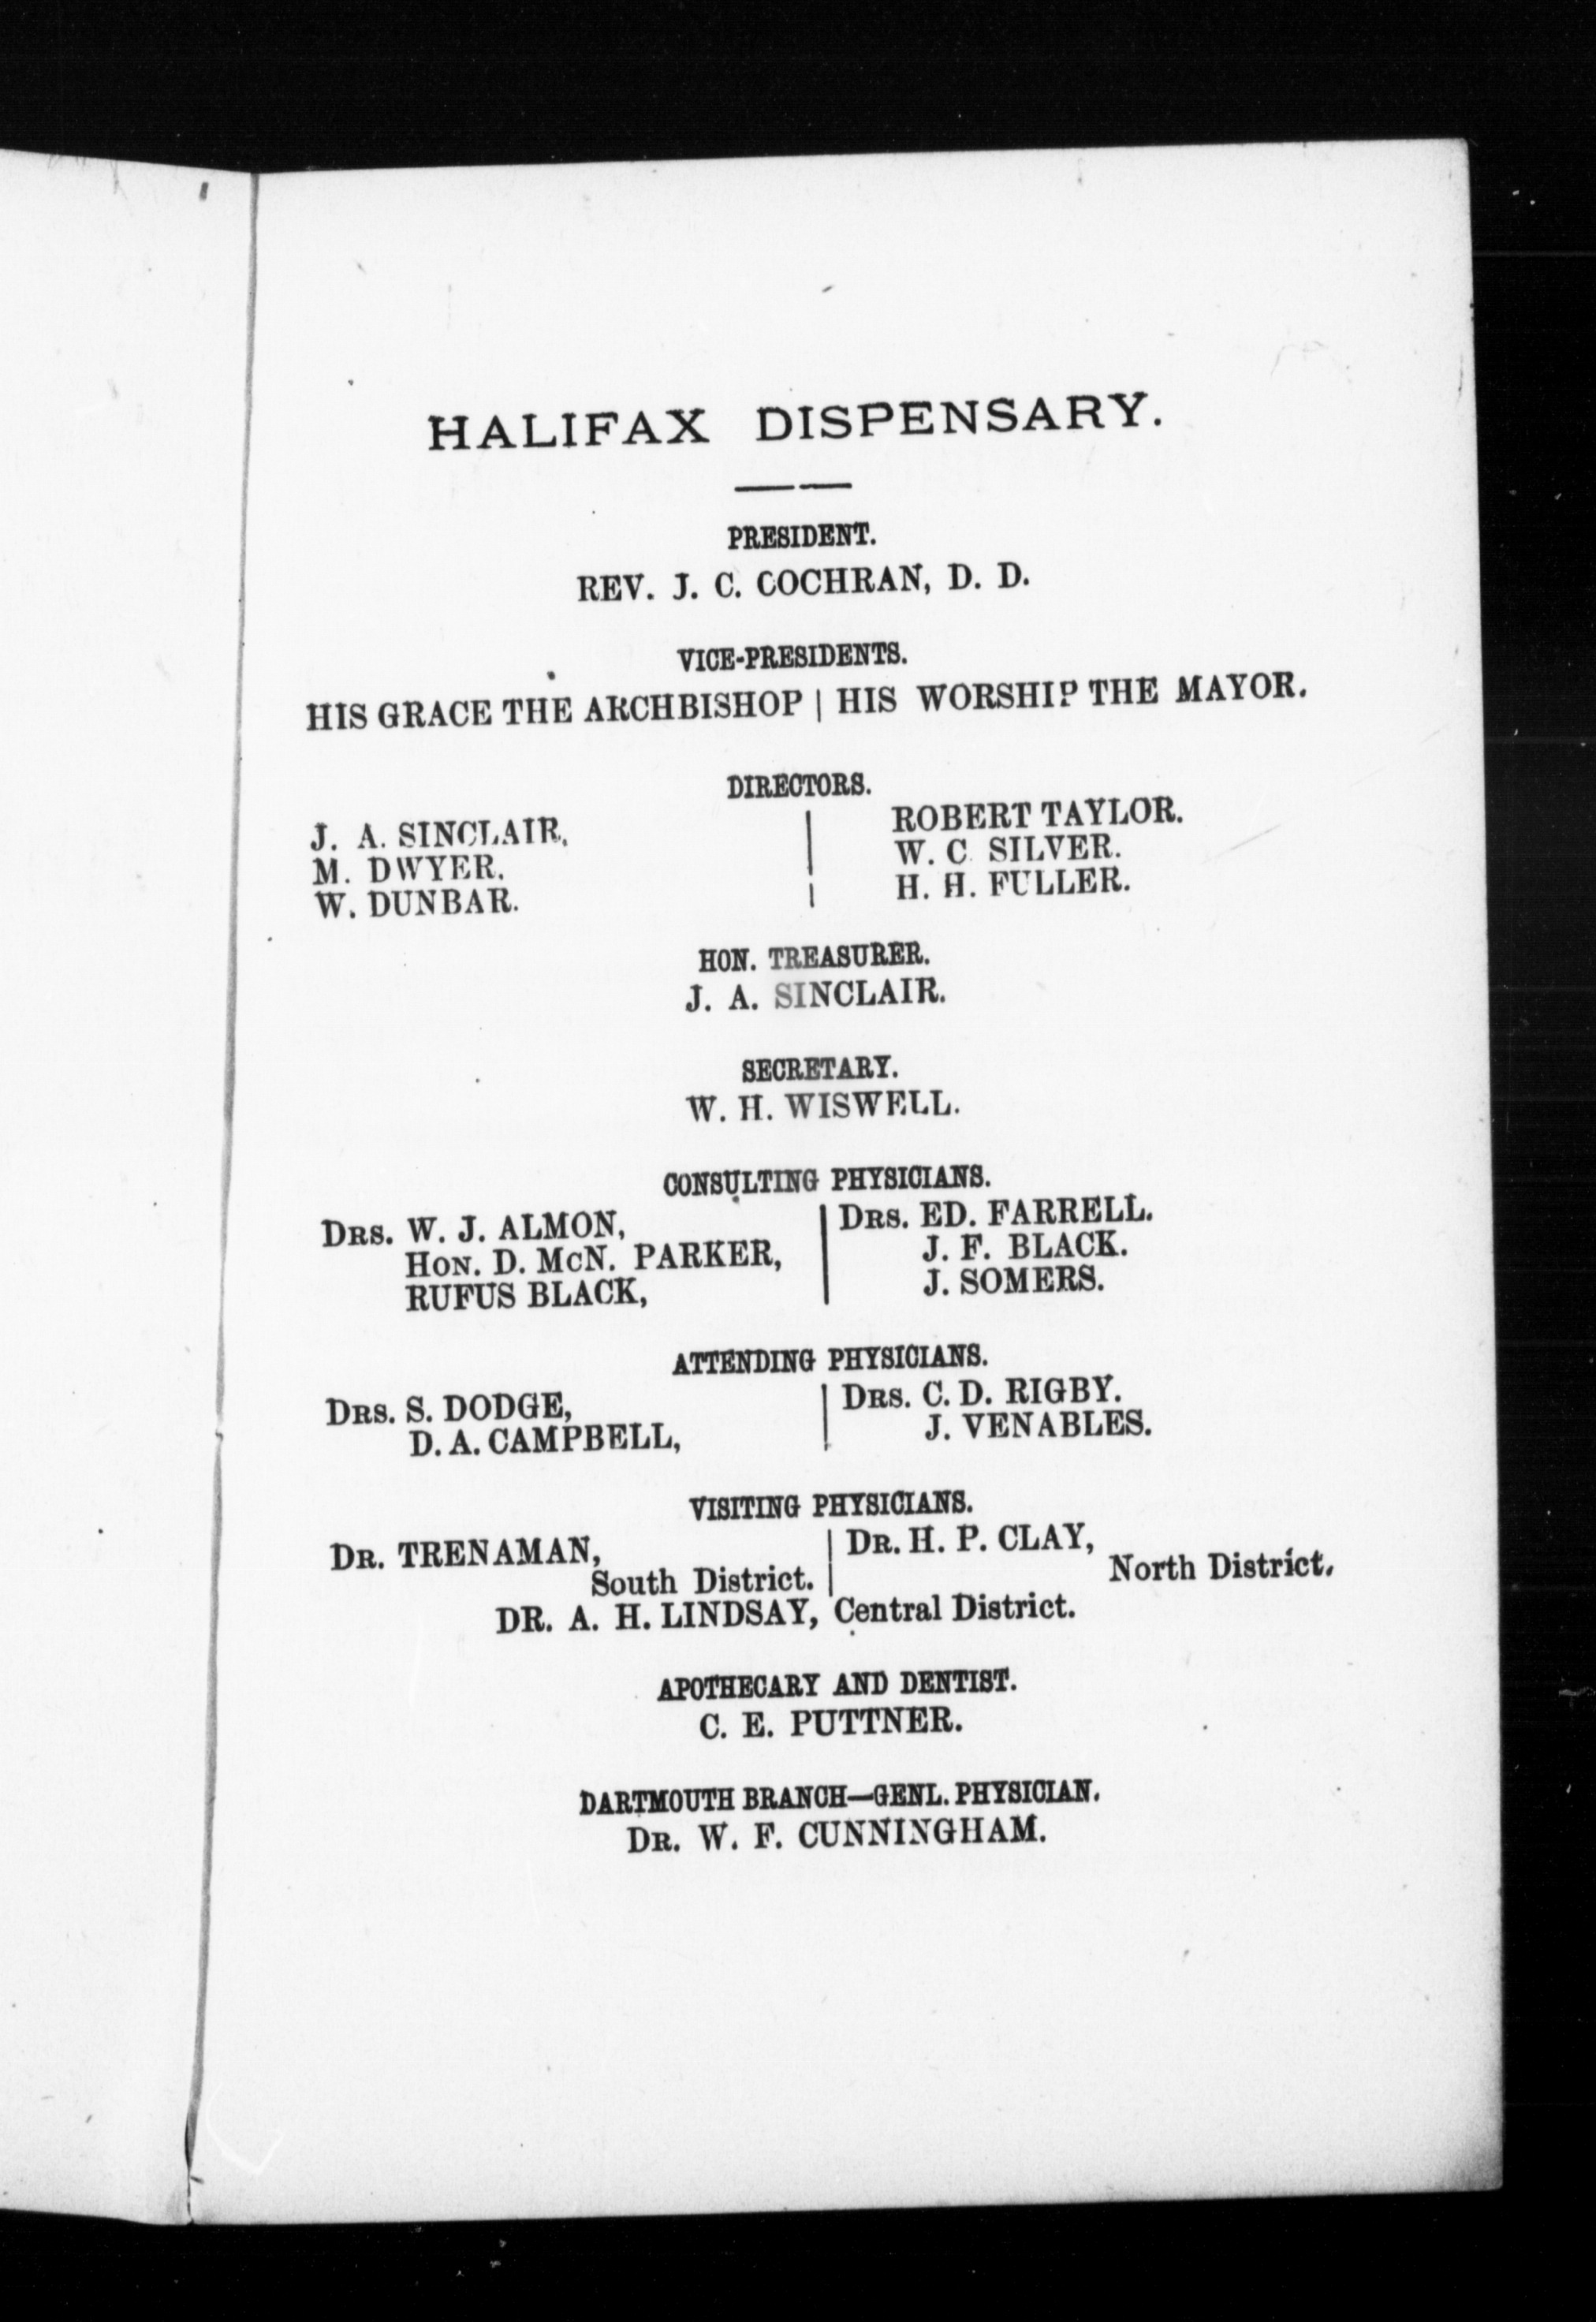 HALIFAX DISPENSARY.
PRESIDENT.
REV. J. C. COCHRAN, D. D.
VICE-PRESIDENTS.
HIS GRACE THE ARCHBISHOP | HIS WORSHIP THE MAYOR.
DIRECTORS.
J. A. SINCLAIR,
M. DWYER.
W. DUNBAR.
ROBERT TAYLOR.
W. C SILVER.
H. H. FULLER.
HON. TREASURER.
J. A. SINCLAIR.
SECRETARY.
W. H. WISWELL.
CONSULTING PHYSICIANS.
DRS. W. J. ALMON,
HON. D. McN. PARKER,
RUFUS BLACK,
DRS. ED. FARRELL.
J. F. BLACK.
J. SOMERS.
ATTENDING PHYSICIANS.
DRS. S. DODGE,
D. A. CAMPBELL,
DRS. C. D. RIGBY.
J. VENABLES.
VISITING PHYSICIANS.
DR. TRENAMAN,
South District.
DR. H. P. CLAY,
North District.
DR. A. H. LINDSAY, Central District.
APOTHECARY AND DENTIST.
C. E. PUTTNER.
DARTMOUTH BRANCH—GENL. PHYSICIAN.
DR. W. F. CUNNINGHAM.